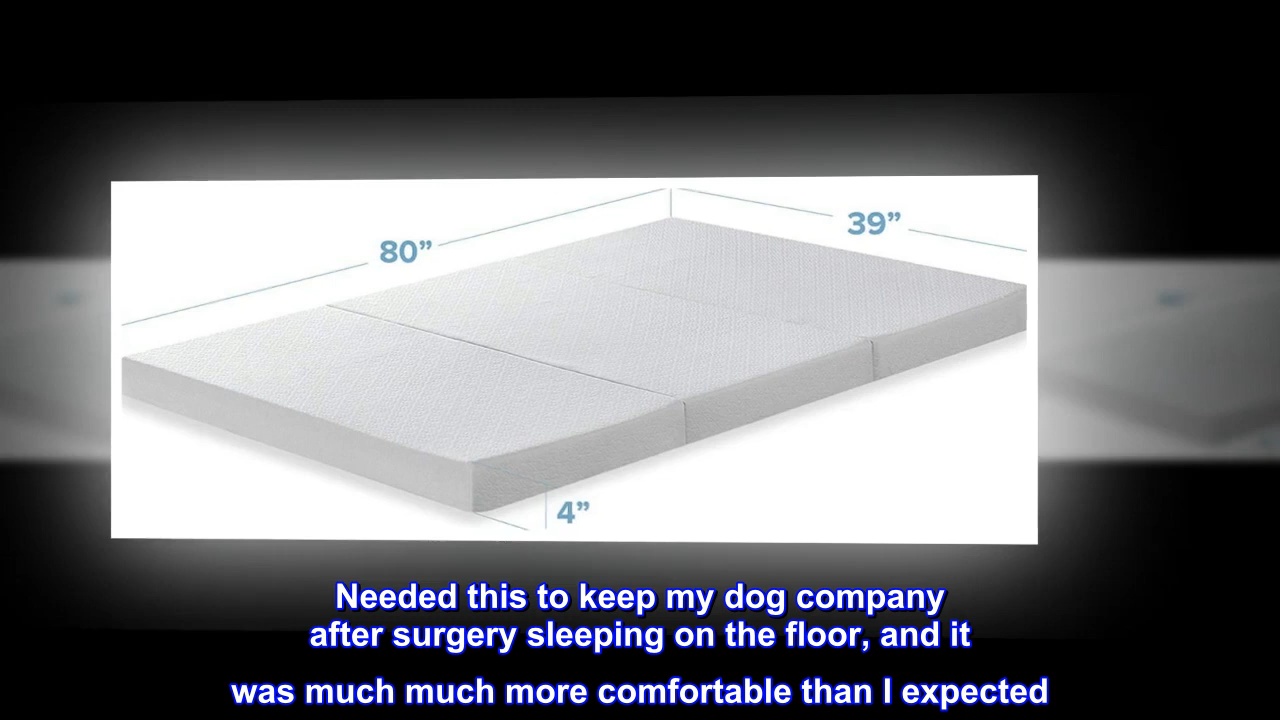 80”
39”
4”
Needed this to keep my dog company
after surgery sleeping on the floor, and it
was much much more comfortable than I expected